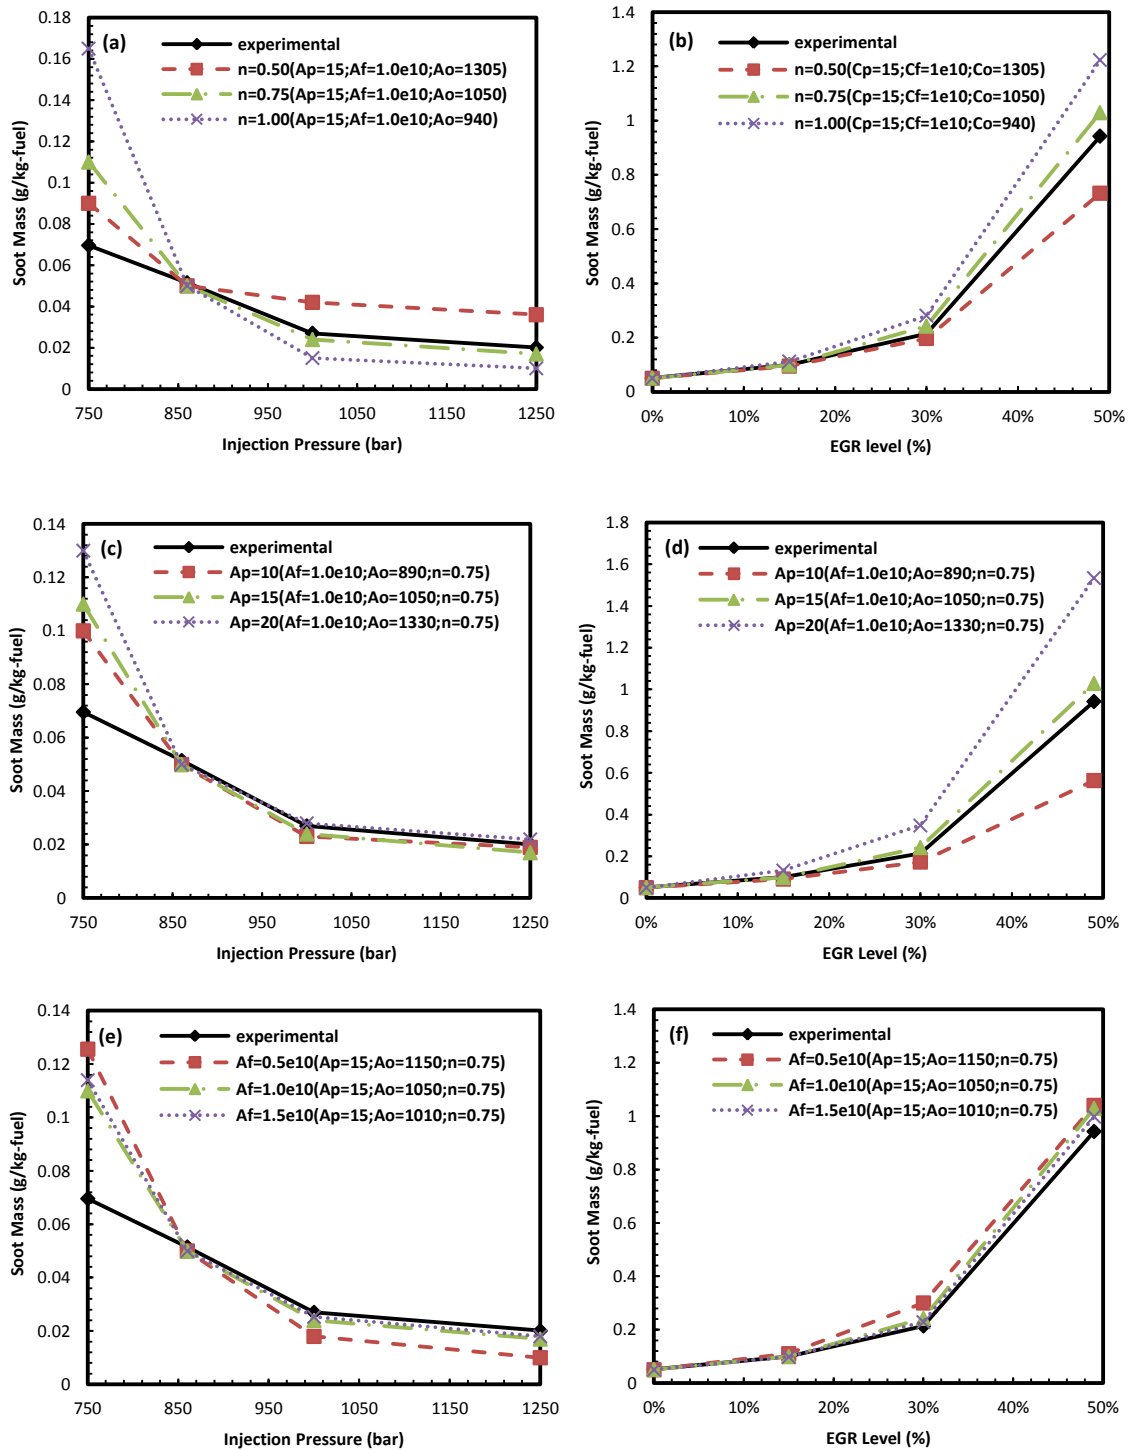 (a)
experimental
n=0.50(Ap=15;Af=1.0e10;Ao=1305)
n=0.75(Ap=15;Af=1.0e10;Ao=1050)
n=1.00(Ap=15;Af=1.0e10;Ao=940)
Soot Mass (g/kg-fuel)
0.18
0.16
0.14
0.12
0.1
0.08
0.06
0.04
0.02
0
750 850 950 1050 1150 1250
Injection Pressure (bar)
(b)
experimental
n=0.50(Cp=15;Cf=1e10;Co=1305)
n=0.75(Cp=15;Cf=1e10;Co=1050)
n=1.00(Cp=15;Cf=1e10;Co=940)
Soot Mass (g/kg-fuel)
1.4
1.2
1
0.8
0.6
0.4
0.2
0
0% 10% 20% 30% 40% 50%
EGR level (%)
(c)
experimental
Ap=10(Af=1.0e10;Ao=890;n=0.75)
Ap=15(Af=1.0e10;Ao=1050;n=0.75)
Ap=20(Af=1.0e10;Ao=1330;n=0.75)
Soot Mass (g/kg-fuel)
0.14
0.12
0.1
0.08
0.06
0.04
0.02
0
750 850 950 1050 1150 1250
Injection Pressure (bar)
(d)
experimental
Ap=10(Af=1.0e10;Ao=890;n=0.75)
Ap=15(Af=1.0e10;Ao=1050;n=0.75)
Ap=20(Af=1.0e10;Ao=1330;n=0.75)
Soot Mass (g/kg-fuel)
1.8
1.6
1.4
1.2
1
0.8
0.6
0.4
0.2
0
0% 10% 20% 30% 40% 50%
EGR Level (%)
(e)
experimental
Af=0.5e10(Ap=15;Ao=1150;n=0.75)
Af=1.0e10(Ap=15;Ao=1050;n=0.75)
Af=1.5e10(Ap=15;Ao=1010;n=0.75)
Soot Mass (g/kg-fuel)
0.14
0.12
0.1
0.08
0.06
0.04
0.02
0
750 850 950 1050 1150 1250
Injection Pressure (bar)
(f)
experimental
Af=0.5e10(Ap=15;Ao=1150;n=0.75)
Af=1.0e10(Ap=15;Ao=1050;n=0.75)
Af=1.5e10(Ap=15;Ao=1010;n=0.75)
Soot Mass (g/kg-fuel)
1.4
1.2
1
0.8
0.6
0.4
0.2
0
0% 10% 20% 30% 40% 50%
EGR Level (%)